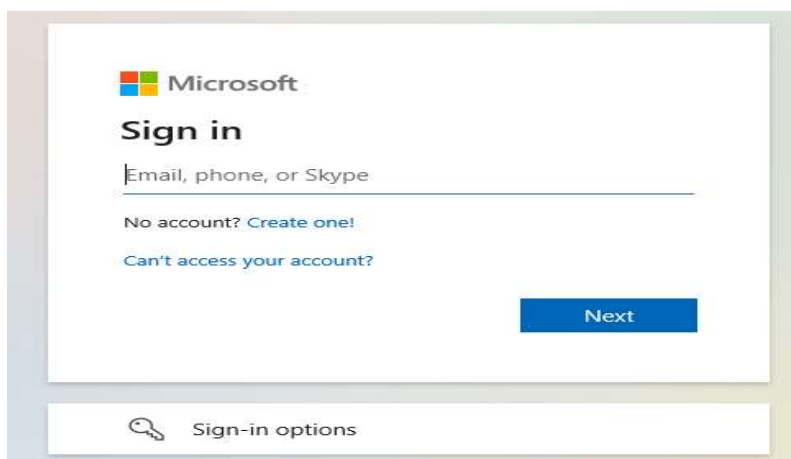 Microsoft
Sign in
Email, phone, or Skype
No account? Create one!
Can't access your account?
Next
Sign-in options